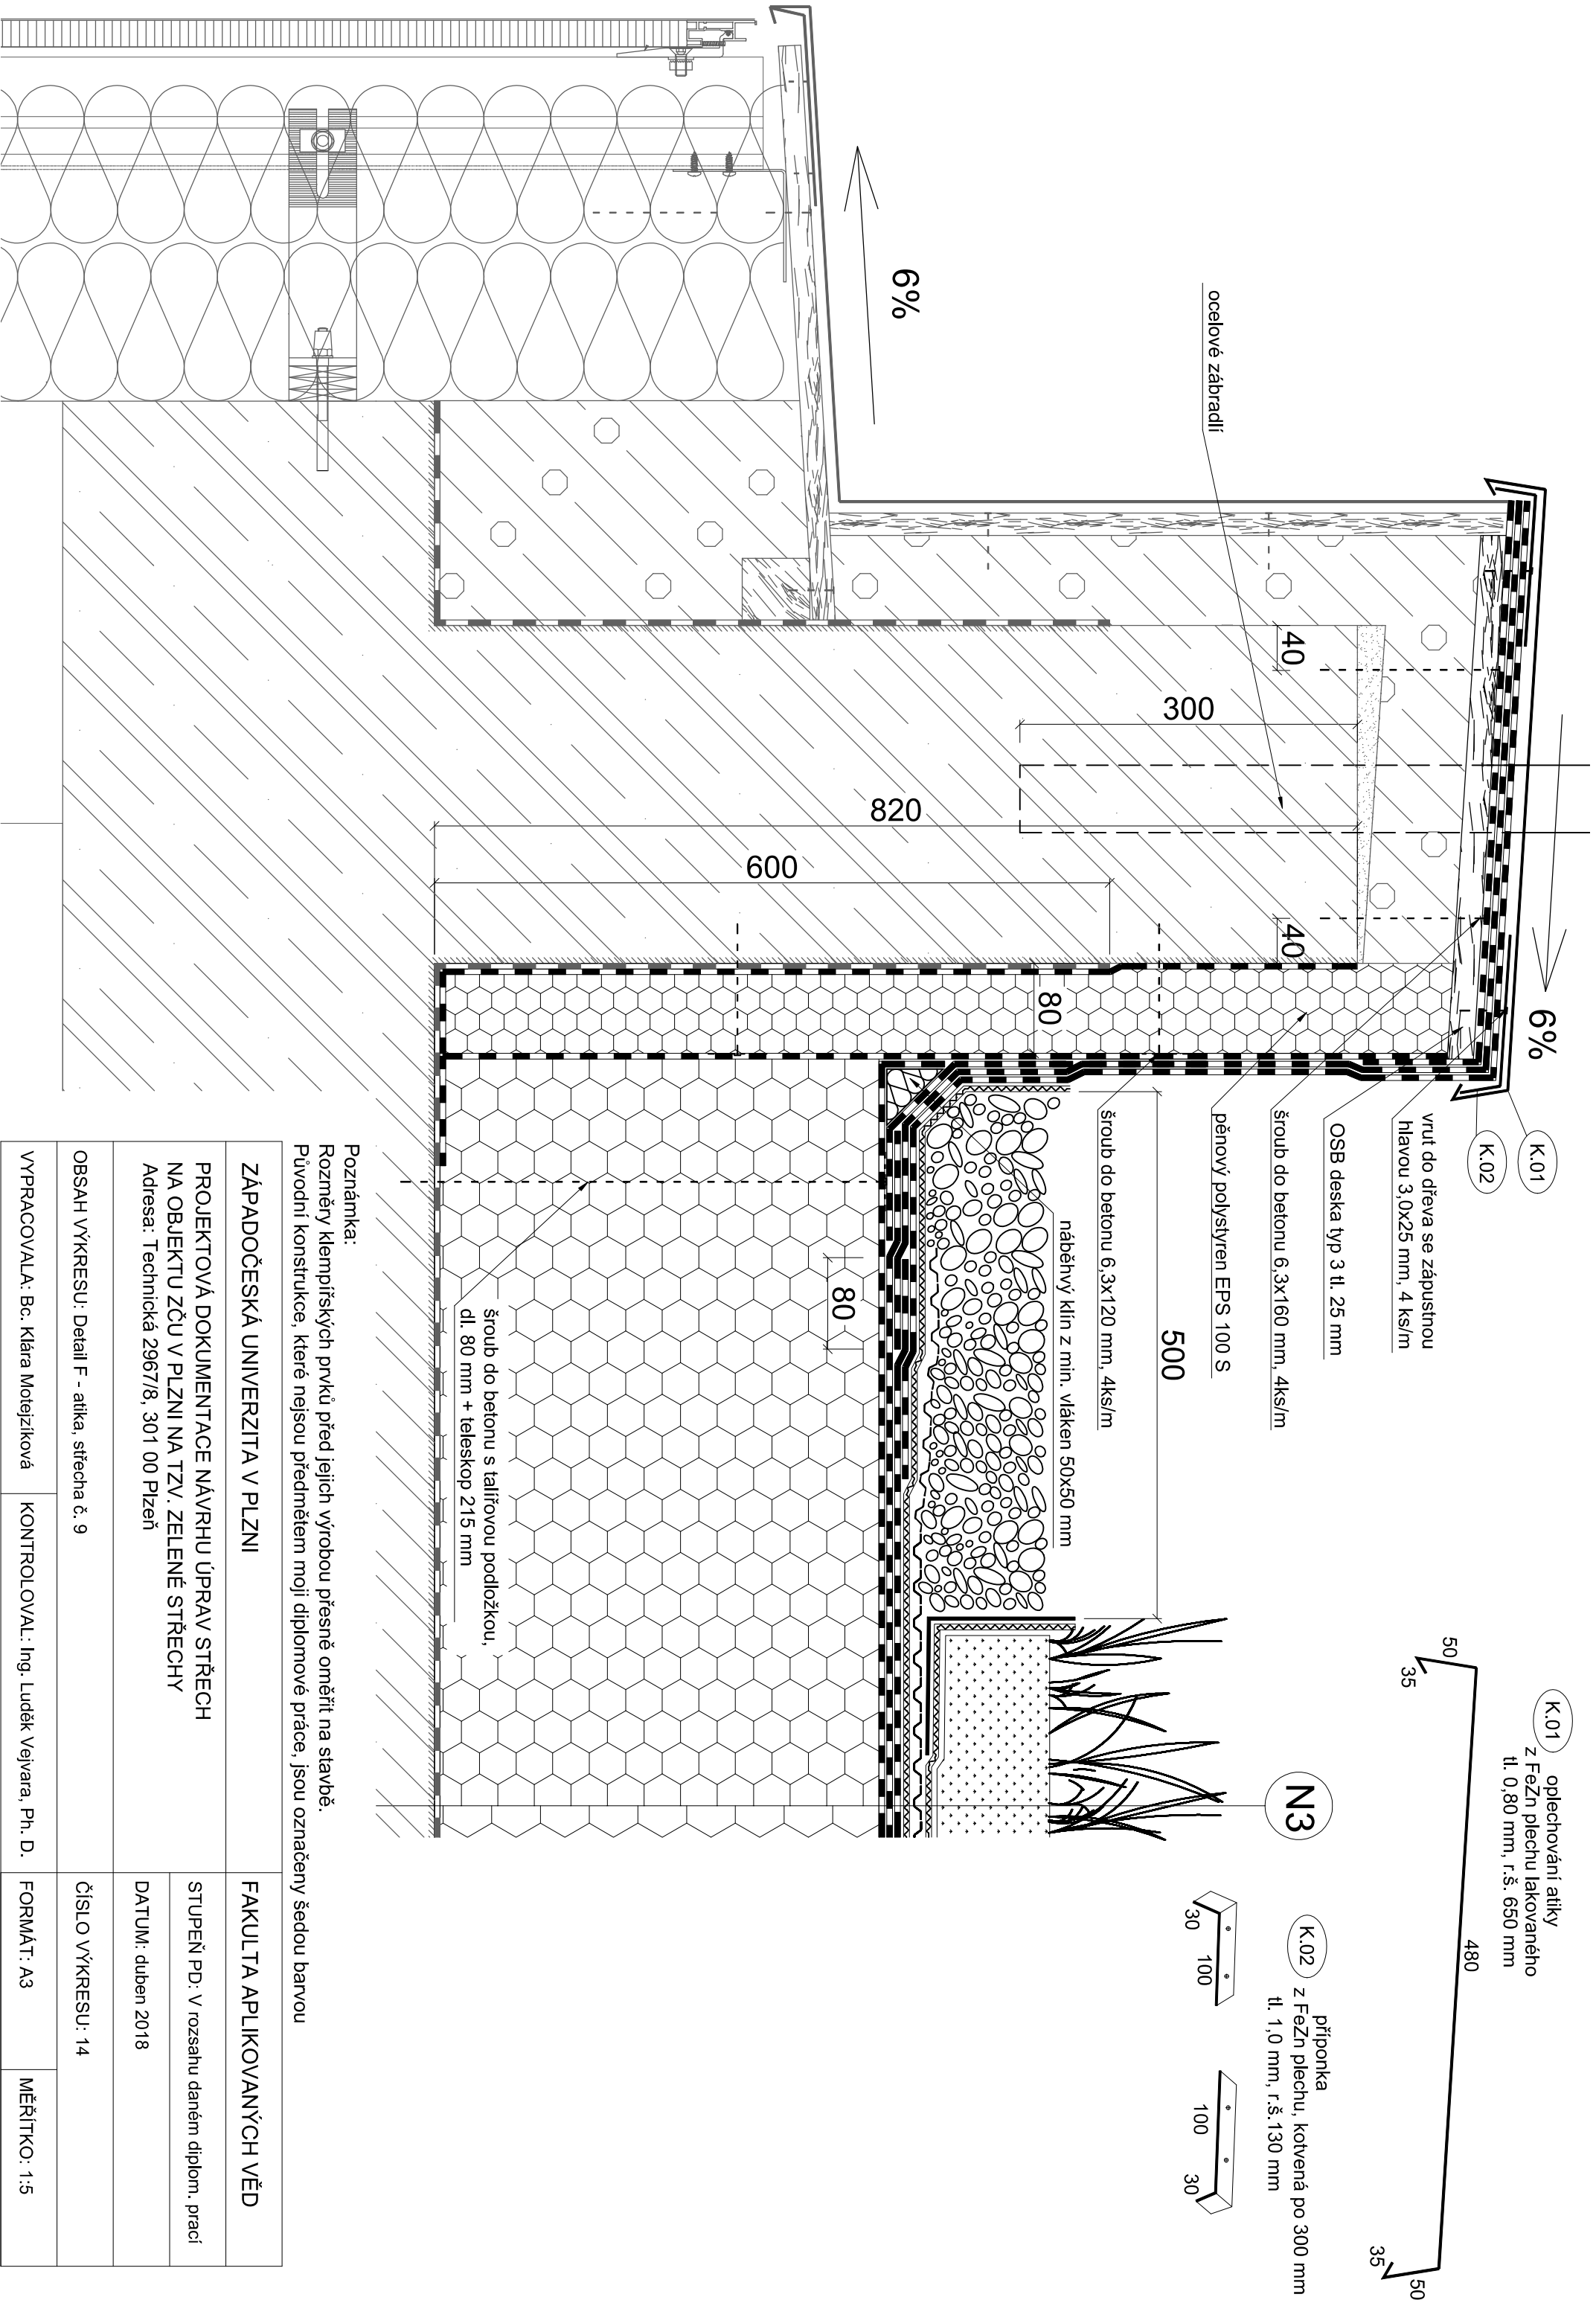 K.01
oplechování atiky
z FeZn plechu lakovaného
tl. 0,80 mm, r.š. 650 mm
50
35
480
35
50
K.02
příponka
z FeZn plechu, kotvená po 300 mm
tl. 1,0 mm, r.š.130 mm
30
100
100
30
6%
6%
K.01
K.02
vrut do dřeva se zápustnou
hlavou 3,0x25 mm, 4 ks/m
OSB deska typ 3 tl. 25 mm
šroub do betonu 6,3x160 mm, 4ks/m
pěnový polystyren EPS 100 S
šroub do betonu 6,3x120 mm, 4ks/m
náběhvý klín z min. vláken 50x50 mm
ocelové zábradlí
40
40
300
820
600
80
500
80
N3
šroub do betonu s talířovou podložkou,
dl. 80 mm + teleskop 215 mm
Poznámka:
Rozměry klempířských prvků před jejich výrobou přesně oměřit na stavbě.
Původní konstrukce, které nejsou předmětem moji diplomové práce, jsou označeny šedou barvou
ZÁPADOČESKÁ UNIVERZITA V PLZNI
FAKULTA APLIKOVANÝCH VĚD
PROJEKTOVÁ DOKUMENTACE NÁVRHU ÚPRAV STŘECH
NA OBJEKTU ZČU V PLZNI NA TZV. ZELENÉ STŘECHY
Adresa: Technická 2967/8, 301 00 Plzeň
STUPEŇ PD: V rozsahu daném diplom. prací
DATUM: duben 2018
OBSAH VÝKRESU: Detail F - atika, střecha č. 9
ČÍSLO VÝKRESU: 14
VYPRACOVALA: Bc. Klára Motejzíková
KONTROLOVAL: Ing. Luděk Vejvara, Ph. D.
FORMÁT: A3
MĚŘÍTKO: 1:5